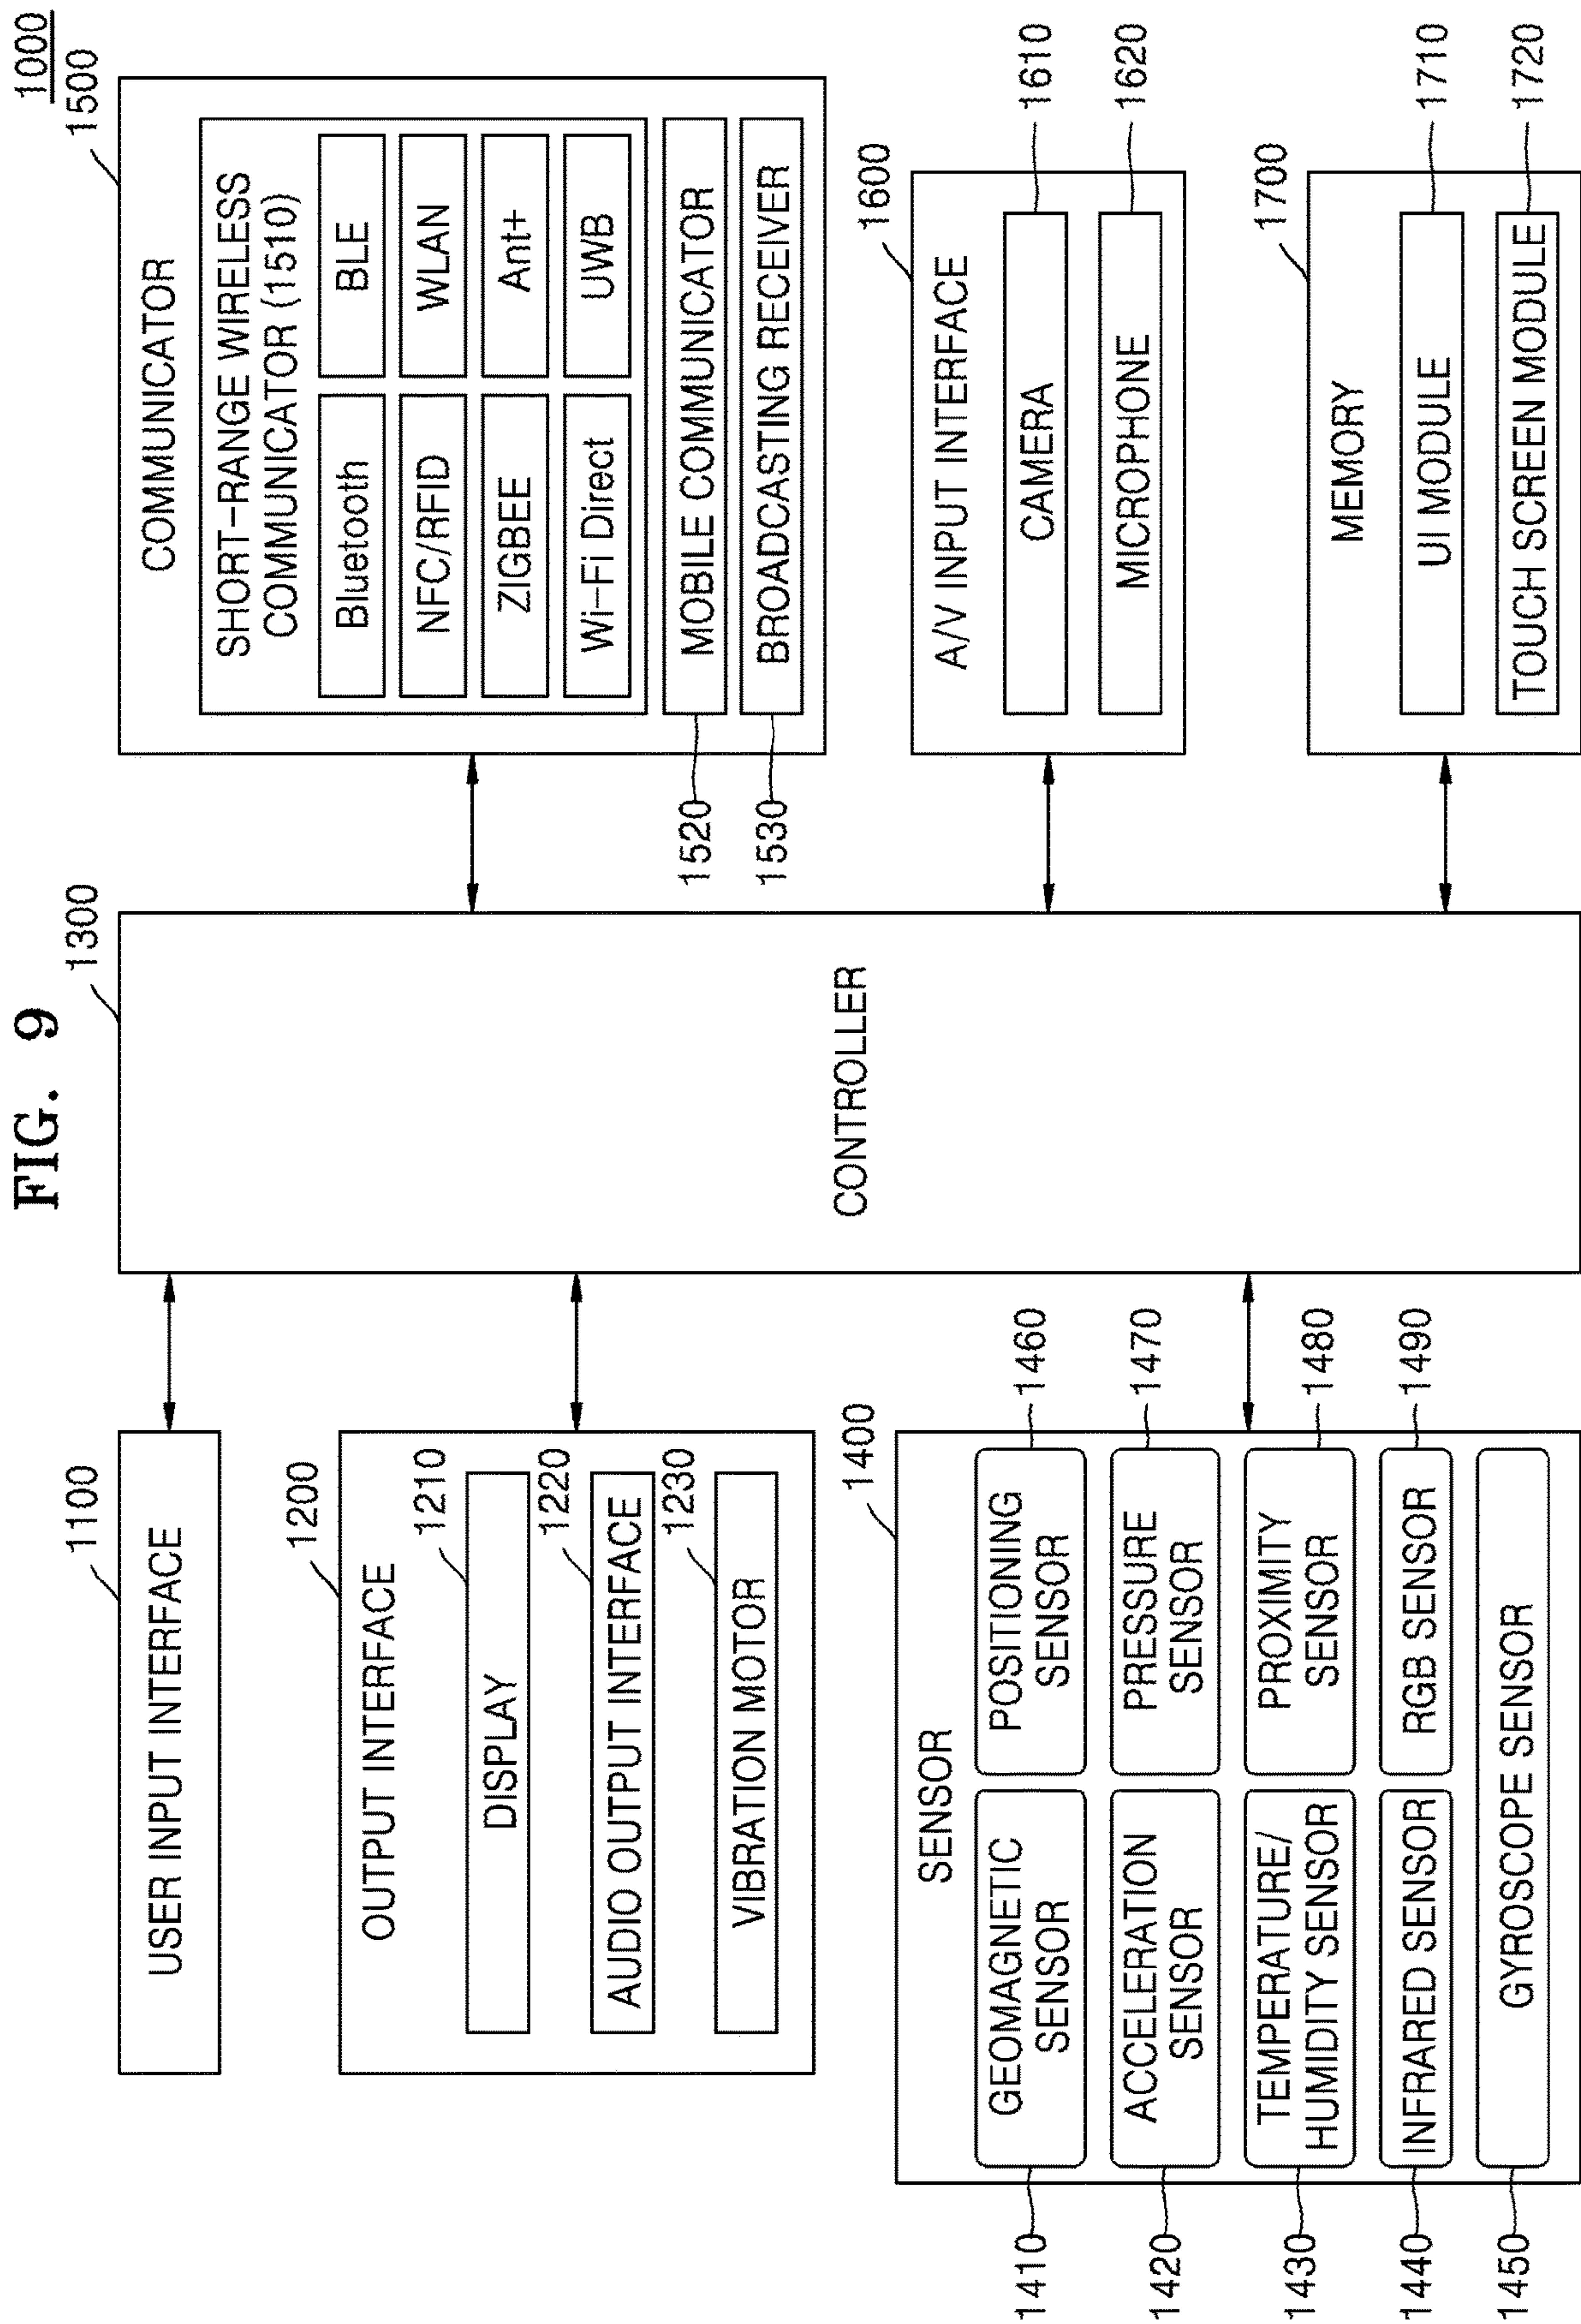 FIG. 9
1000
1100
USER INPUT INTERFACE
1200
OUTPUT INTERFACE
1210
DISPLAY
1220
AUDIO OUTPUT INTERFACE
1230
VIBRATION MOTOR
1400
SENSOR
1410
GEOMAGNETIC
SENSOR
POSITIONING
SENSOR
1460
1420
ACCELERATION
SENSOR
PRESSURE
SENSOR
1470
1430
TEMPERATURE/
HUMIDITY SENSOR
PROXIMITY
SENSOR
1480
1440
INFRARED SENSOR
RGB SENSOR
1490
1450
GYROSCOPE SENSOR
1300
CONTROLLER
1500
COMMUNICATOR
SHORT-RANGE WIRELESS
COMMUNICATOR (1510)
Bluetooth
BLE
NFC/RFID
WLAN
ZIGBEE
Ant+
Wi-Fi Direct
UWB
1520
MOBILE COMMUNICATOR
1530
BROADCASTING RECEIVER
1600
A/V INPUT INTERFACE
CAMERA
1610
MICROPHONE
1620
1700
MEMORY
UI MODULE
1710
TOUCH SCREEN MODULE
1720